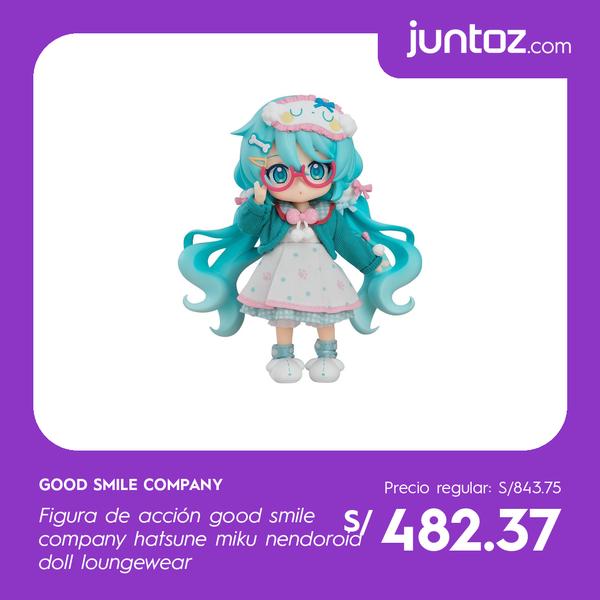 juntoz.com
GOOD SMILE COMPANY
Figura de acción good smile
company hatsune miku nendoroid
doll loungewear
Precio regular: S/843.75
S/ 482.37